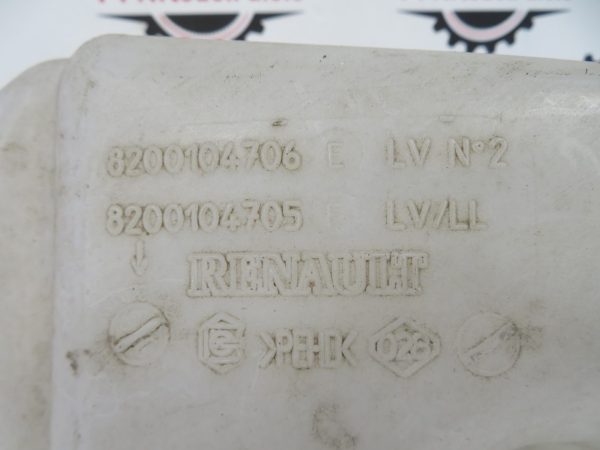 8200104706 E LV N°2
8200104705 LV/LL
RENAULT
>PEHD< 028